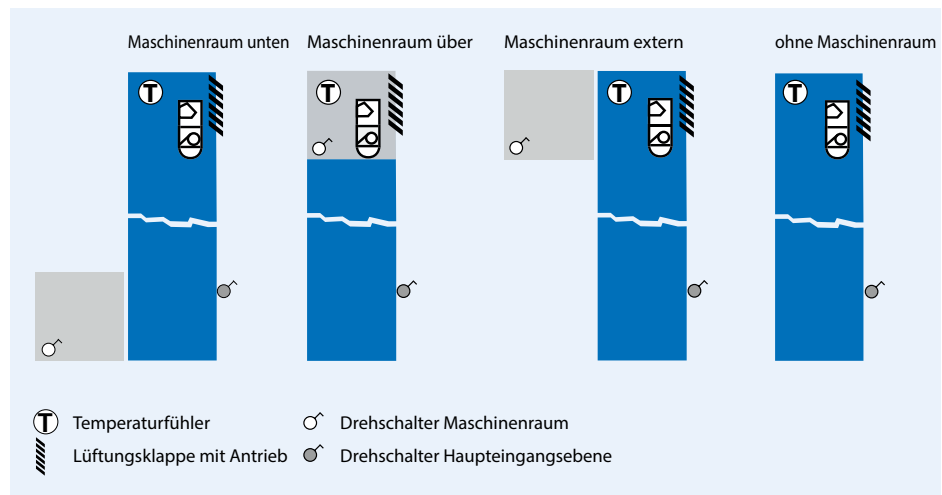 Maschinenraum unten
Maschinenraum über
Maschinenraum extern
ohne Maschinenraum
T
T
T
T
T Temperaturfühler
Drehschalter Maschinenraum
Lüftungsklappe mit Antrieb
Drehschalter Haupteingangsebene